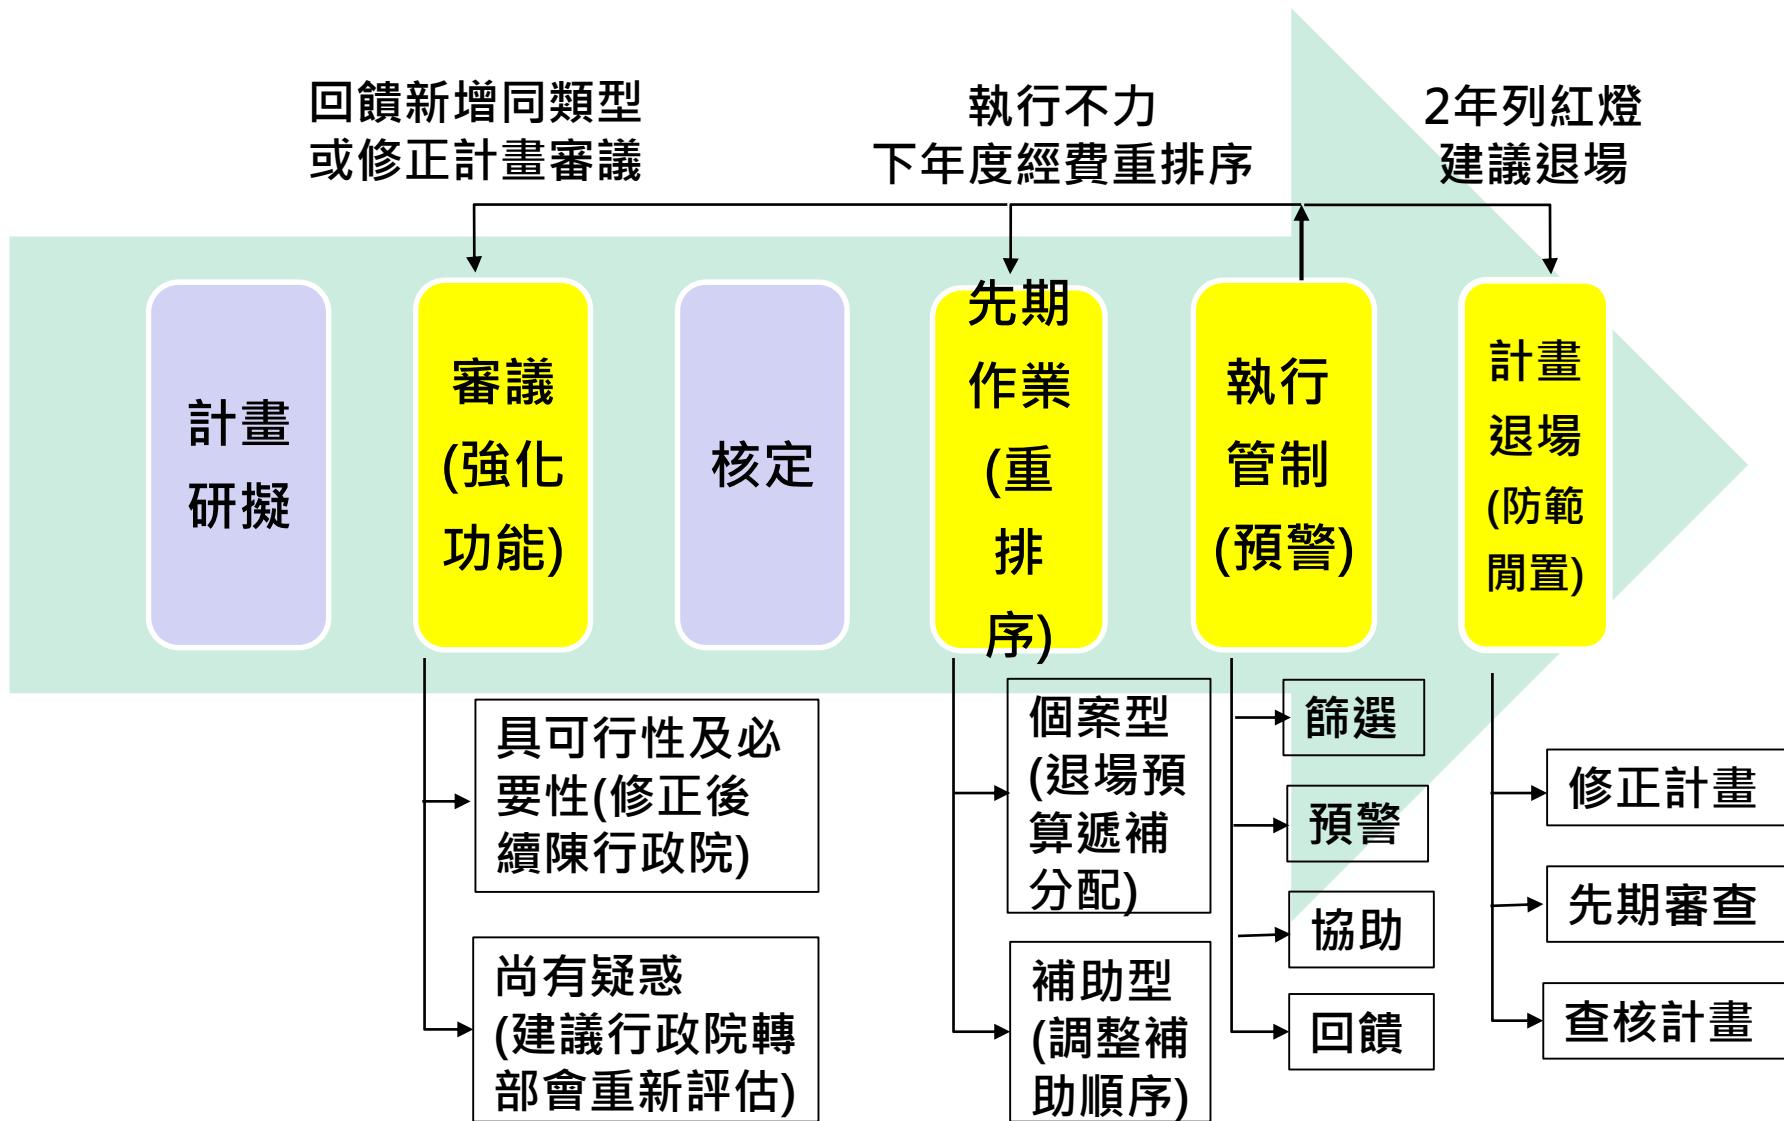 回饋新增同類型
或修正計畫審議
執行不力
下年度經費重排序
2年列紅燈
建議退場
計畫
研擬
審議
(強化
功能)
核定
先期
作業
(重
排
序)
執行
管制
(預警)
計畫
退場
(防範
閒置)
具可行性及必
要性(修正後
續陳行政院)
尚有疑惑
(建議行政院轉
部會重新評估)
個案型
(退場預
算遞補
分配)
補助型
(調整補
助順序)
篩選
預警
協助
回饋
修正計畫
先期審查
查核計畫